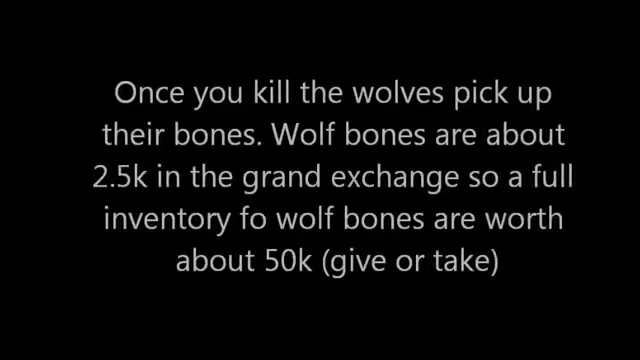 Once you kill the wolves pick up
their bones. Wolf bones are about
2.5k in the grand exchange so a full
inventory fo wolf bones are worth
about 50k (give or take)